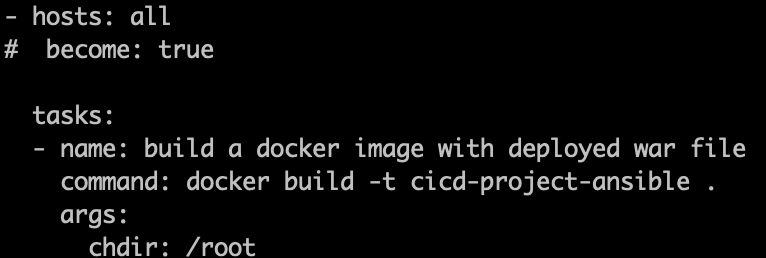 - hosts: all
#  become: true
  tasks:
  - name: build a docker image with deployed war file
    command: docker build -t cicd-project-ansible .
    args:
      chdir: /root